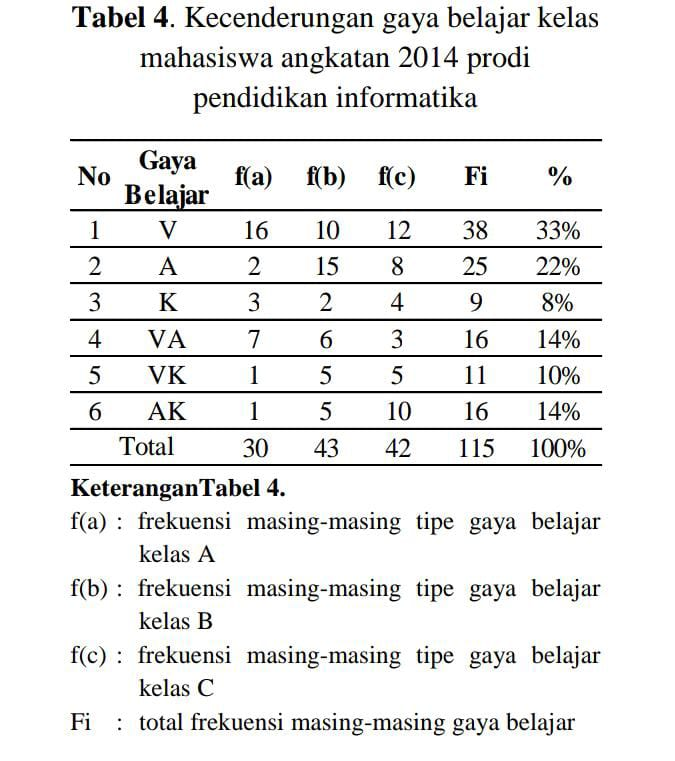 Tabel 4. Kecenderungan gaya belajar kelas
mahasiswa angkatan 2014 prodi
pendidikan informatika
No Gaya Belajar f(a) f(b) f(c) Fi %
1 V 16 10 12 38 33%
2 A 2 15 8 25 22%
3 K 3 2 4 9 8%
4 VA 7 6 3 16 14%
5 VK 1 5 5 11 10%
6 AK 1 5 10 16 14%
Total 30 43 42 115 100%
KeteranganTabel 4.
f(a) : frekuensi masing-masing tipe gaya belajar
kelas A
f(b) : frekuensi masing-masing tipe gaya belajar
kelas B
f(c) : frekuensi masing-masing tipe gaya belajar
kelas C
Fi : total frekuensi masing-masing gaya belajar